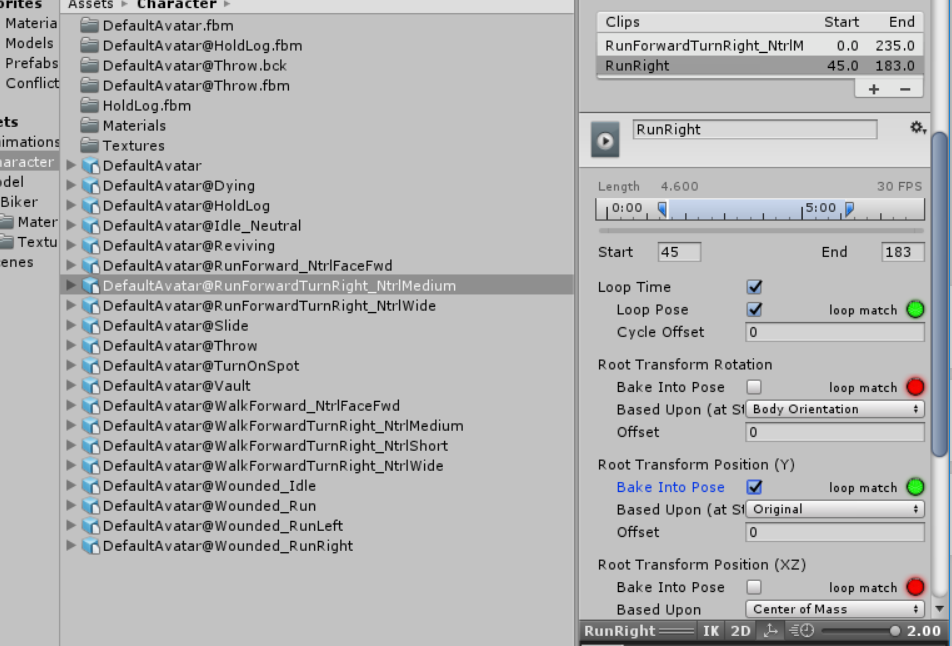 Assets ▸ Character ▸
Materia
Models
Prefabs
Conflict
imations
aracter
Biker
Mater
Textu
enes
DefaultAvatar.fbm
DefaultAvatar@HoldLog.fbm
DefaultAvatar@Throw.bck
DefaultAvatar@Throw.fbm
HoldLog.fbm
Materials
Textures
DefaultAvatar
DefaultAvatar@Dying
DefaultAvatar@HoldLog
DefaultAvatar@Idle_Neutral
DefaultAvatar@Reviving
DefaultAvatar@RunForward_NtrlFaceFwd
DefaultAvatar@RunForwardTurnRight_NtrlMedium
DefaultAvatar@RunForwardTurnRight_NtrlWide
DefaultAvatar@Slide
DefaultAvatar@Throw
DefaultAvatar@TurnOnSpot
DefaultAvatar@Vault
DefaultAvatar@WalkForward_NtrlFaceFwd
DefaultAvatar@WalkForwardTurnRight_NtrlMedium
DefaultAvatar@WalkForwardTurnRight_NtrlShort
DefaultAvatar@WalkForwardTurnRight_NtrlWide
DefaultAvatar@Wounded_Idle
DefaultAvatar@Wounded_Run
DefaultAvatar@Wounded_RunLeft
DefaultAvatar@Wounded_RunRight
Clips Start End
RunForwardTurnRight_NtrlM 0.0 235.0
RunRight 45.0 183.0
+ −
RunRight
Length 4.600 30 FPS
0:00 5:00
Start 45 End 183
Loop Time
Loop Pose loop match
Cycle Offset 0
Root Transform Rotation
Bake Into Pose loop match
Based Upon (at St Body Orientation
Offset 0
Root Transform Position (Y)
Bake Into Pose loop match
Based Upon (at St Original
Offset 0
Root Transform Position (XZ)
Bake Into Pose loop match
Based Upon Center of Mass
RunRight IK 2D 2.00